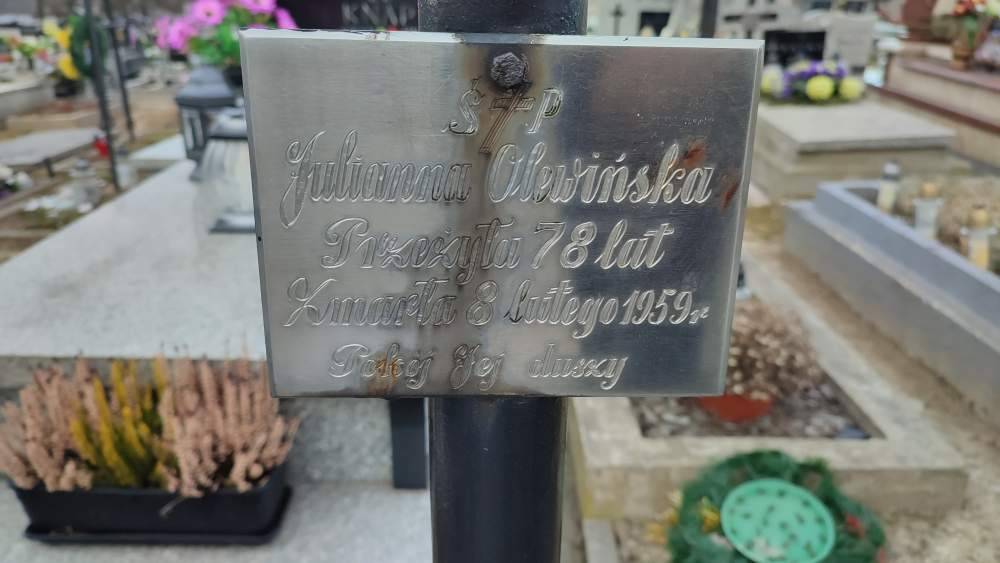 Ś † P
Julianna Olewińska
Przeżyła 78 lat
Zmarła 8 lutego 1959 r
Pokój Jej duszy